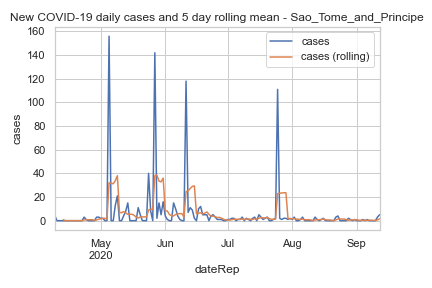 New COVID-19 daily cases and 5 day rolling mean - Sao_Tome_and_Principe
160
140
120
100
80
60
40
20
0
cases
cases
cases (rolling)
May
2020
Jun
Jul
Aug
Sep
dateRep